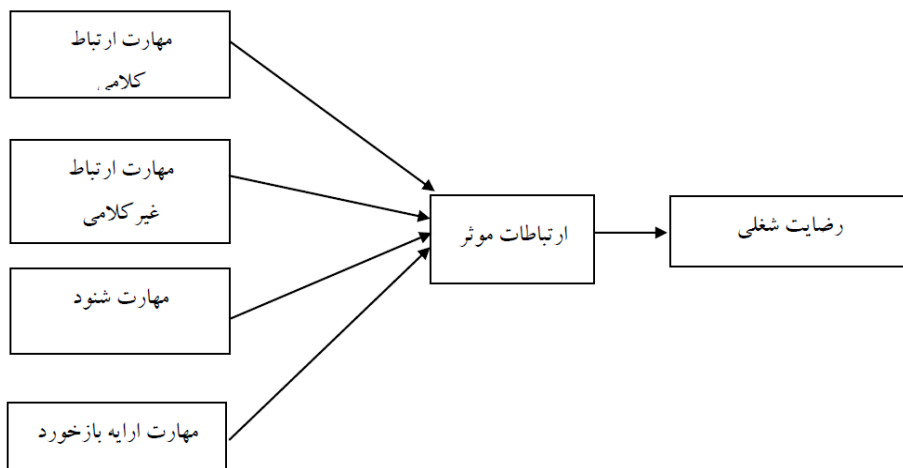 مهارت ارتباط
کلامی
مهارت ارتباط
غیرکلامی
مهارت شنود
مهارت ارایه بازخورد
ارتباطات موثر
رضایت شغلی